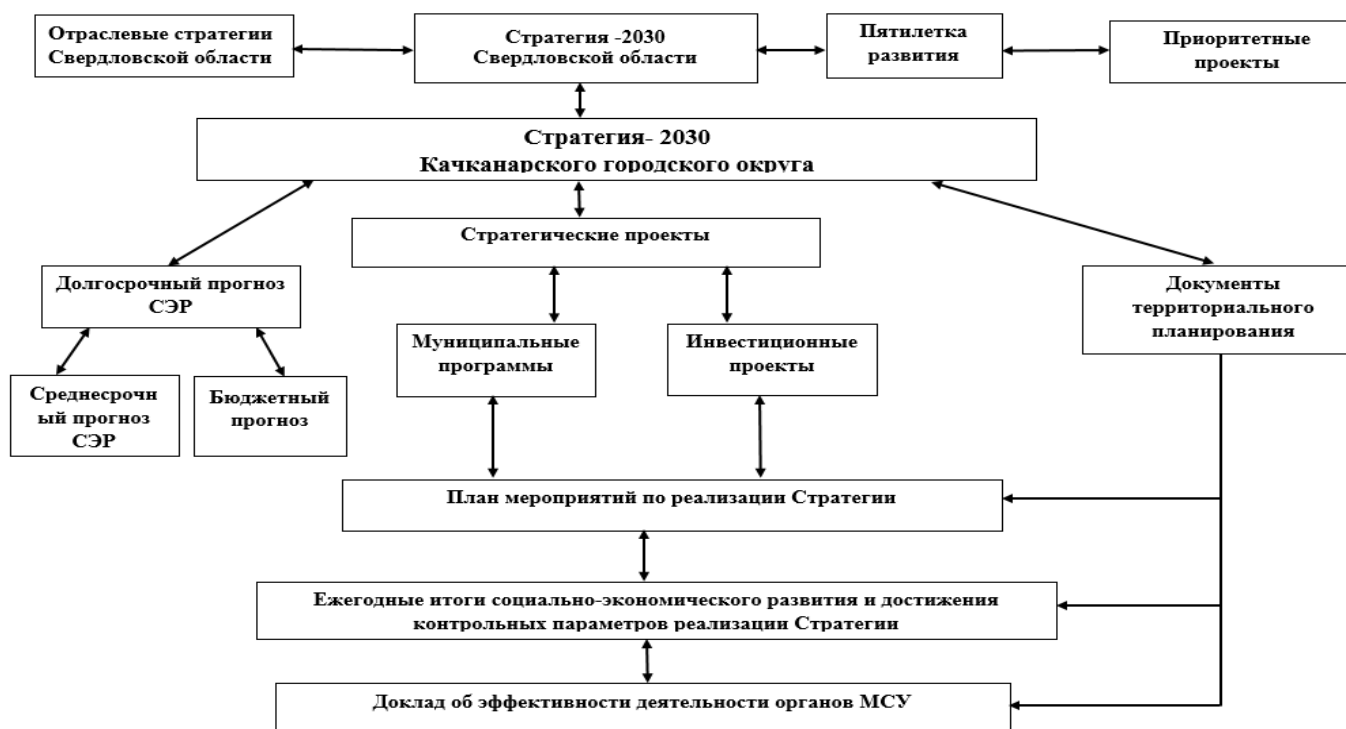 Отраслевые стратегии
Свердловской области
Стратегия -2030
Свердловской области
Пятилетка
развития
Приоритетные
проекты
Стратегия- 2030
Качканарского городского округа
Стратегические проекты
Долгосрочный прогноз
СЭР
Документы
территориального
планирования
Муниципальные
программы
Инвестиционные
проекты
Среднесрочн
ый прогноз
СЭР
Бюджетный
прогноз
План мероприятий по реализации Стратегии
Ежегодные итоги социально-экономического развития и достижения
контрольных параметров реализации Стратегии
Доклад об эффективности деятельности органов МСУ